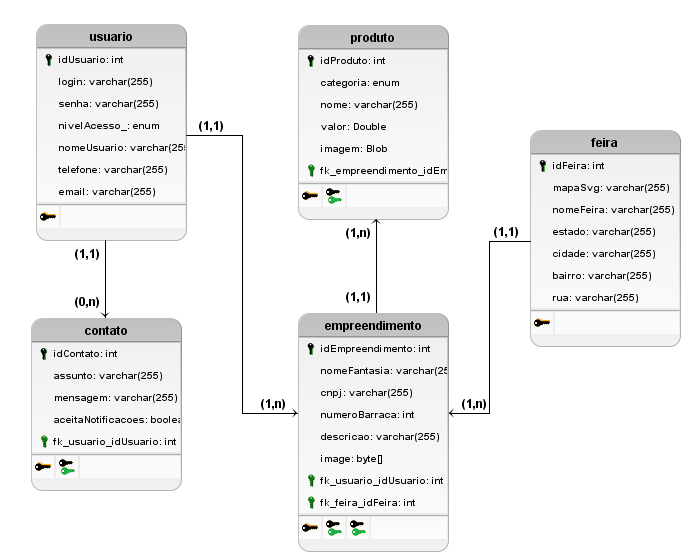 usuario
idUsuario: int
login: varchar(255)
senha: varchar(255)
nivelAcesso_: enum
nomeUsuario: varchar(25
telefone: varchar(255)
email: varchar(255)
(1,1)
(1,1)
(0,n)
contato
idContato: int
assunto: varchar(255)
mensagem: varchar(255)
aceitaNotificacoes: boolea
fk_usuario_idUsuario: int
produto
idProduto: int
categoria: enum
nome: varchar(255)
valor: Double
imagem: Blob
fk_empreendimento_idEm
(1,n)
(1,1)
(1,n)
empreendimento
idEmpreendimento: int
nomeFantasia: varchar(25
cnpj: varchar(255)
numeroBarraca: int
descricao: varchar(255)
image: byte[]
fk_usuario_idUsuario: int
fk_feira_idFeira: int
feira
idFeira: int
mapaSvg: varchar(255)
nomeFeira: varchar(255)
estado: varchar(255)
cidade: varchar(255)
bairro: varchar(255)
rua: varchar(255)
(1,1)
(1,n)